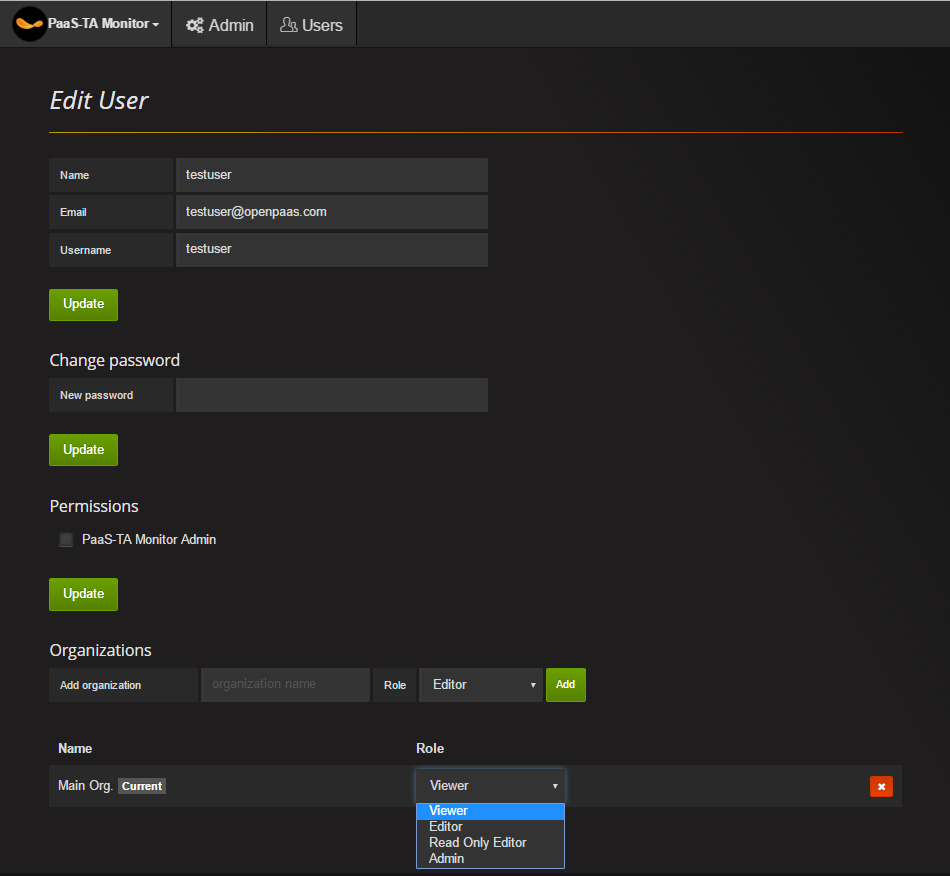 PaaS-TA Monitor Admin Users
Edit User
Name testuser
Email testuser@openpaas.com
Username testuser
Update
Change password
New password
Update
Permissions
PaaS-TA Monitor Admin
Update
Organizations
Add organization organization name Role Editor Add
Name Role
Main Org. Current Viewer
Viewer
Editor
Read Only Editor
Admin